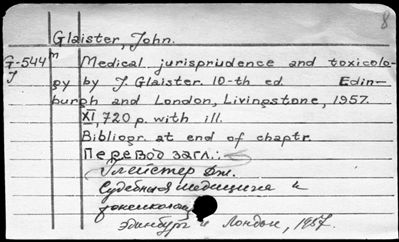 8
Glaister, John.
G-544 m Medical jurisprudence and toxicolo-
J gy by J. Glaister. 10-th ed. Edin-
burgh and London, Livingstone, 1957.
XI, 720 p. with ill.
Bibliogr. at end of chaptr.
Перевод загл.:
Глейстер Дж.
Судебная медицина и
токсикология
Эдинбург и Лондон, 1957.